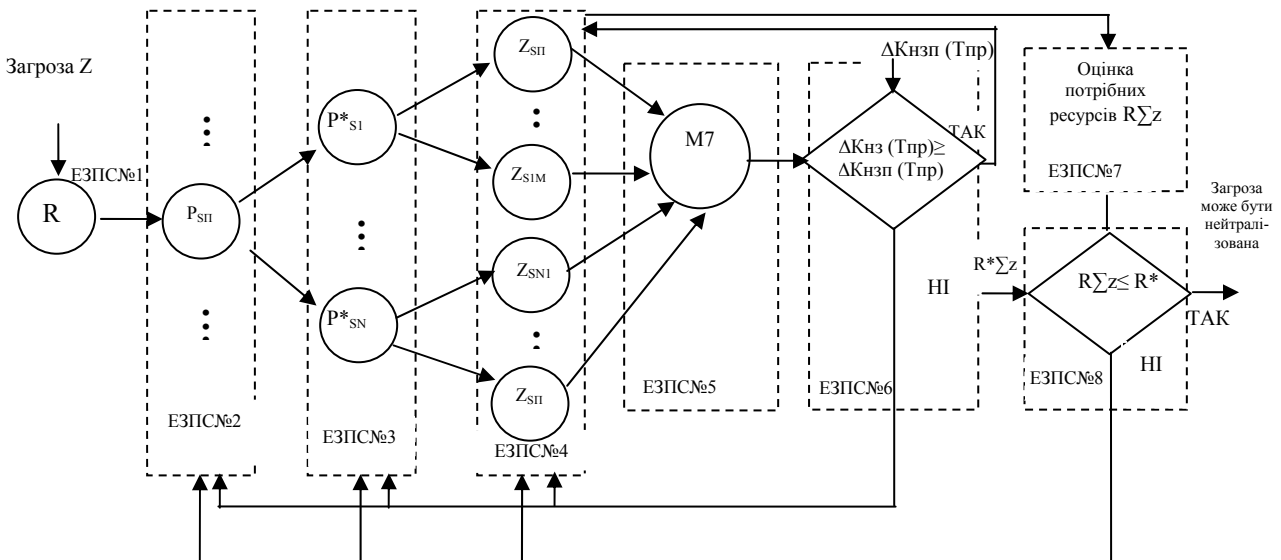 Загроза Z
R
ЕЗПС№1
PSП
ЕЗПС№2
P*S1
P*SN
ЕЗПС№3
ZSП
ZS1M
ZSN1
ZSП
ЕЗПС№4
М7
ЕЗПС№5
ΔКнзп (Тпр)
ΔКнз (Тпр)≥
ΔКнзп (Тпр)
ТАК
НІ
ЕЗПС№6
Оцінка
потрібних
ресурсів R∑z
ЕЗПС№7
R*∑z
R∑z≤ R*
ТАК
НІ
ЕЗПС№8
Загроза
може бути
нейтралі-
зована